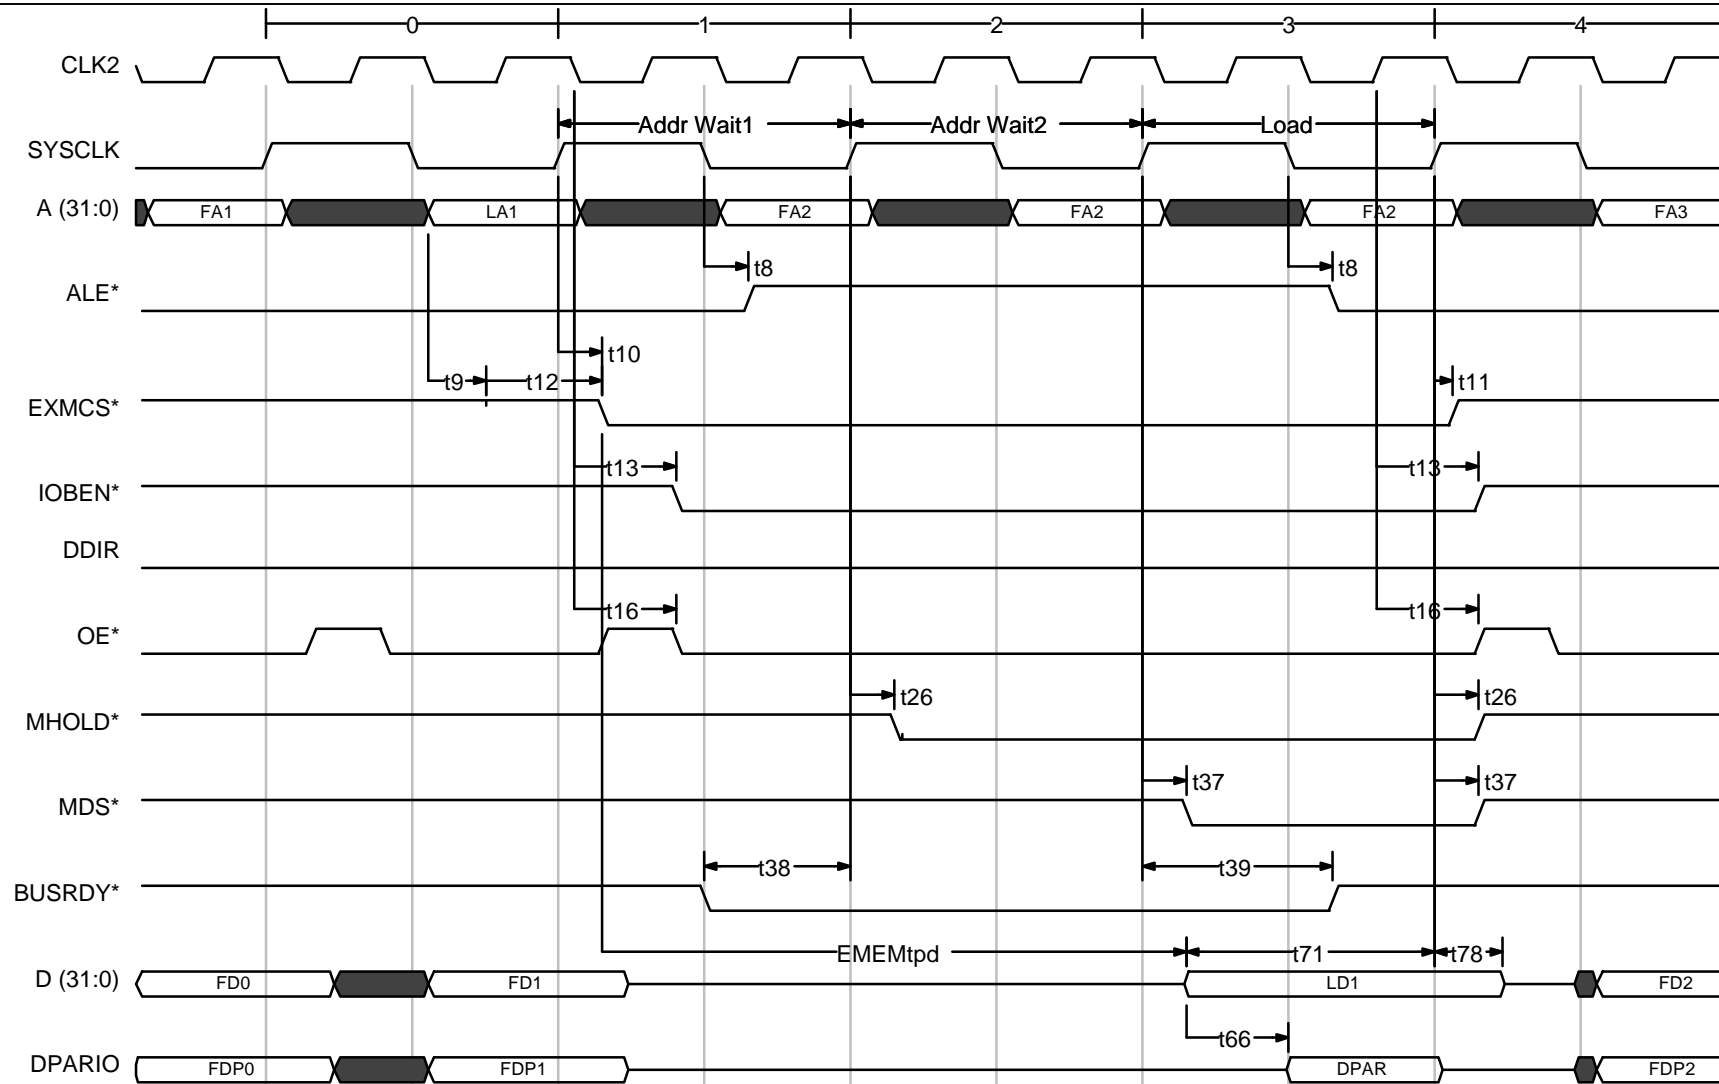 0 1 2 3 4
CLK2
Addr Wait1 Addr Wait2 Load
SYSCLK
A (31:0) FA1 LA1 FA2 FA2 FA2 FA3
t8 t8
ALE*
t10
t9 t12 t11
EXMCS*
t13 t13
IOBEN*
DDIR
t16 t16
OE*
t26 t26
MHOLD*
t37 t37
MDS*
t38 t39
BUSRDY*
EMEMtpd t71 t78
D (31:0) FD0 FD1 LD1 FD2
t66
DPARIO FDP0 FDP1 DPAR FDP2